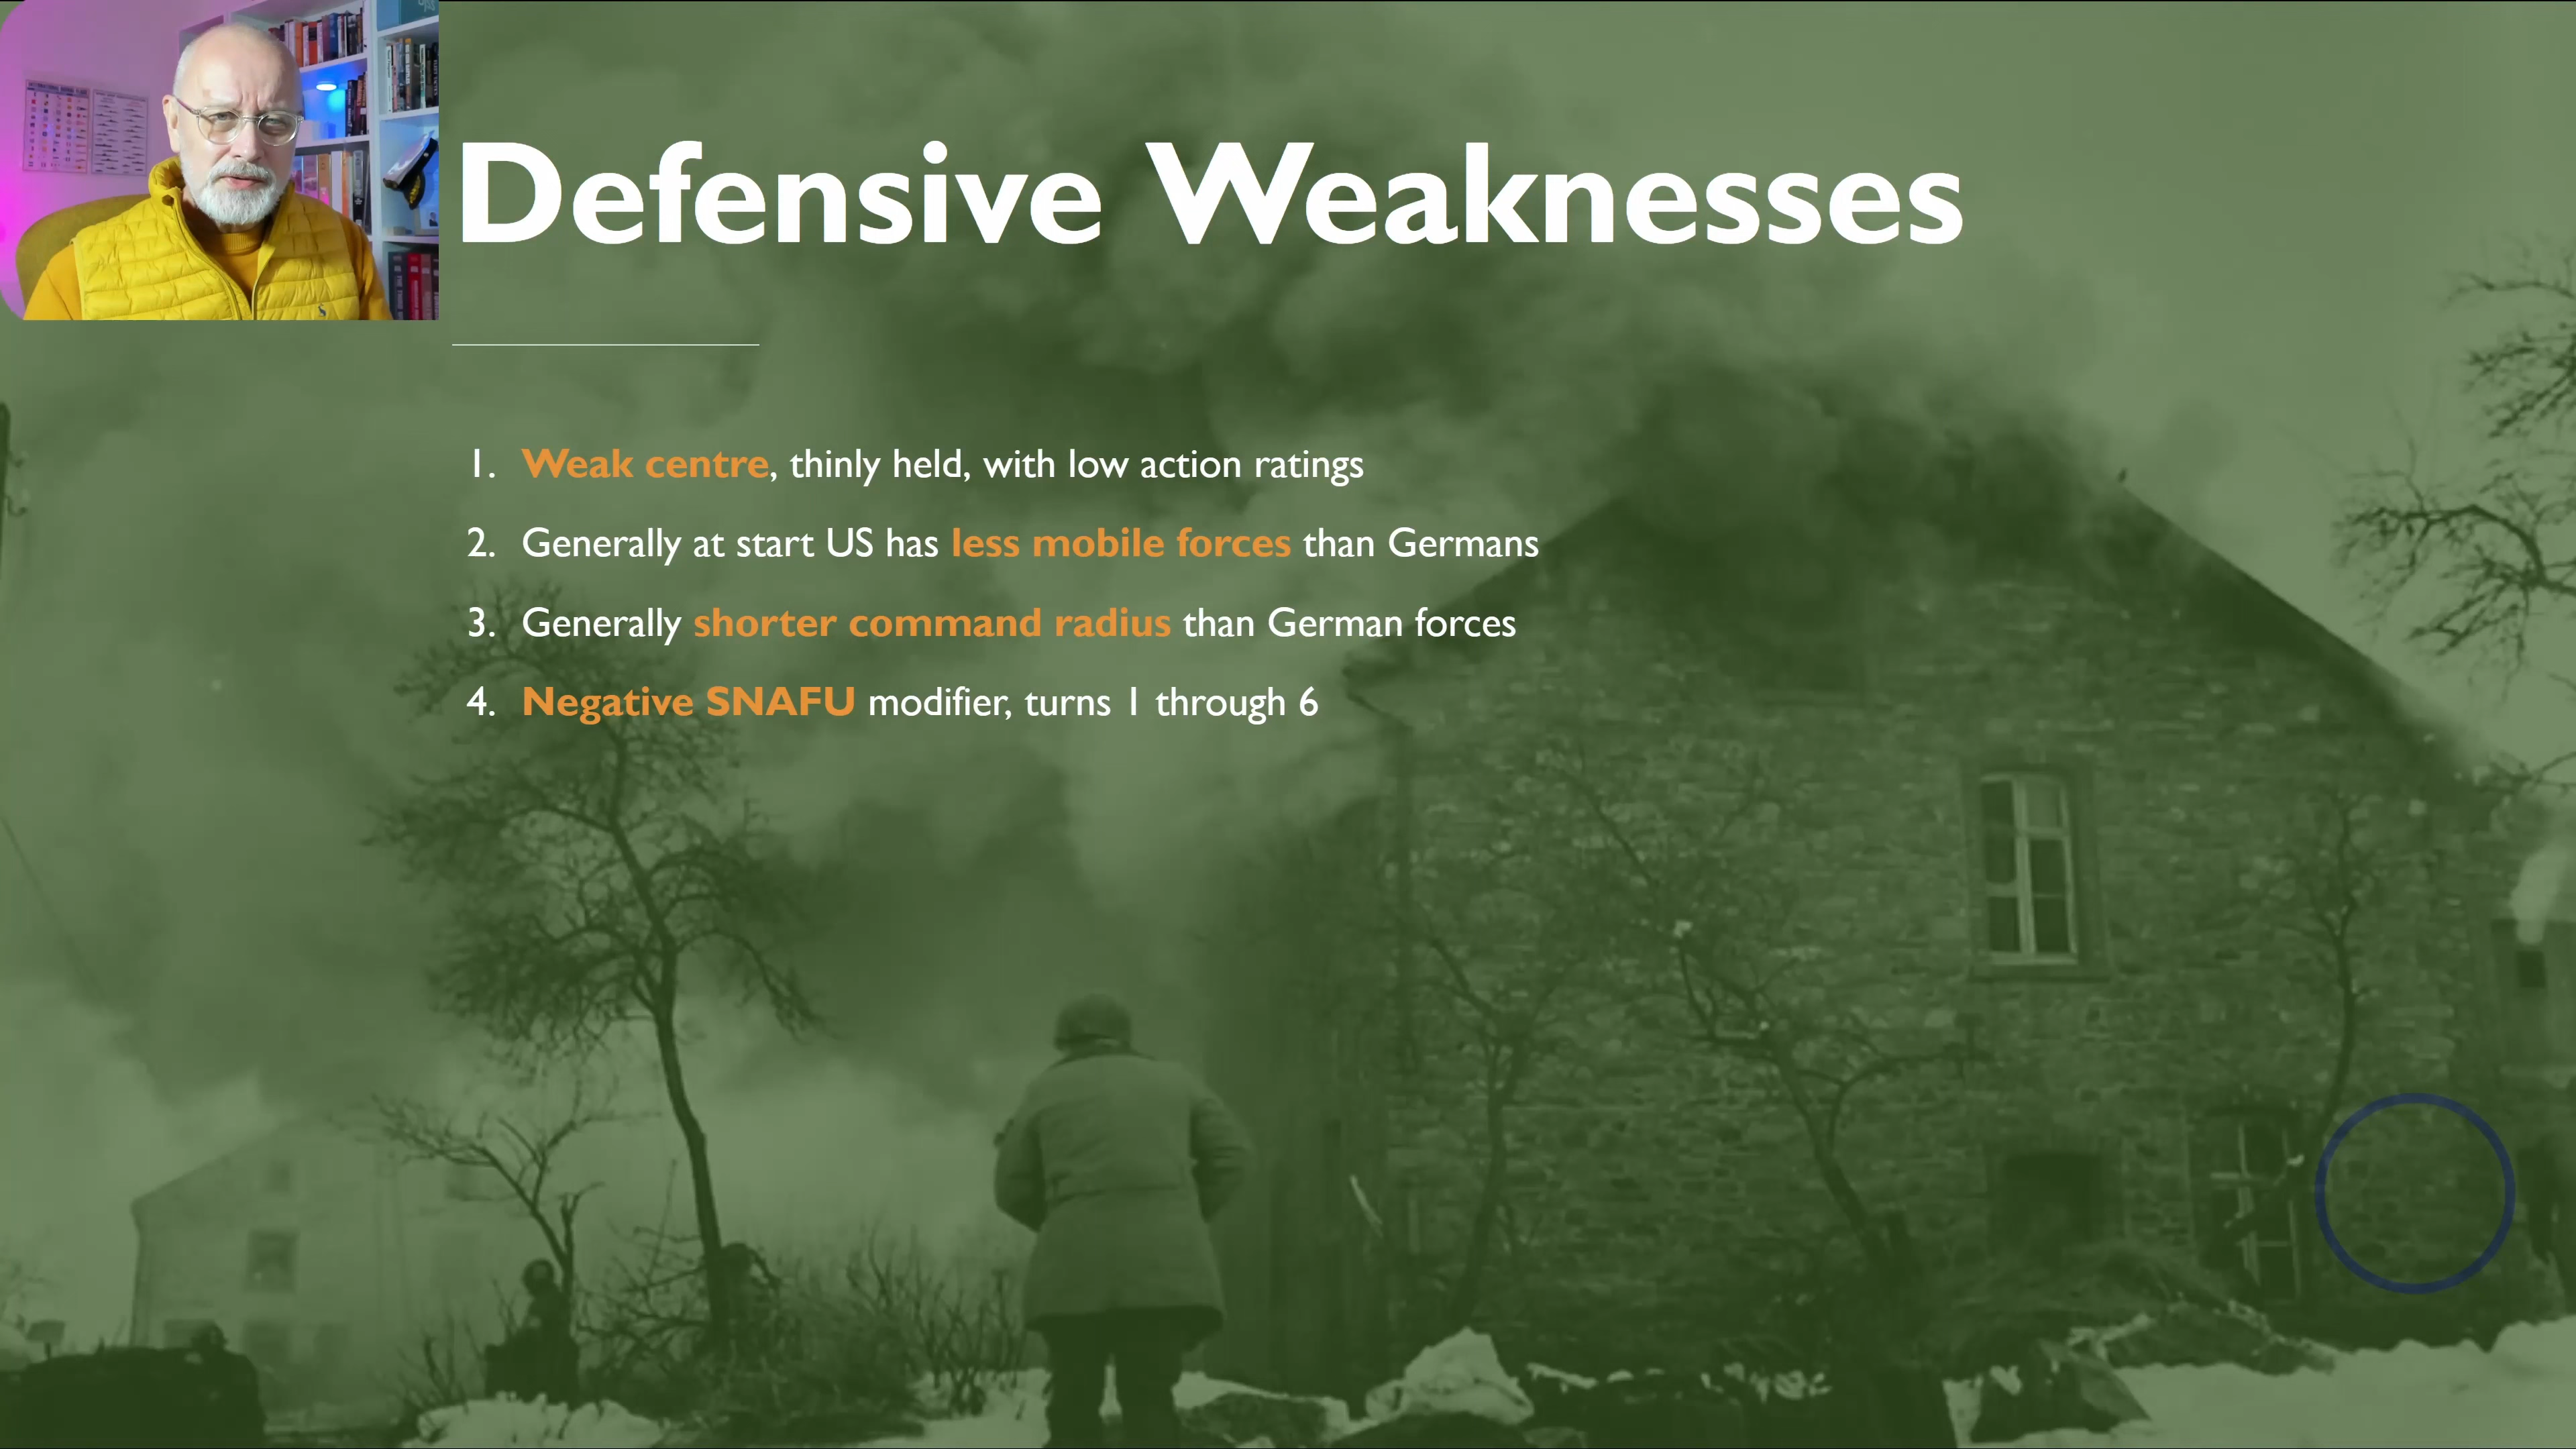 Defensive Weaknesses
1. Weak centre, thinly held, with low action ratings
2. Generally at start US has less mobile forces than Germans
3. Generally shorter command radius than German forces
4. Negative SNAFU modifier, turns 1 through 6